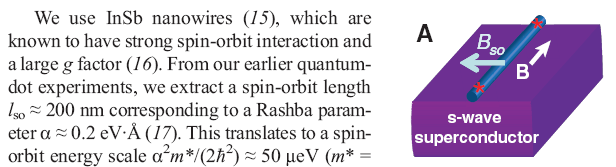 We use InSb nanowires (15), which are
known to have strong spin-orbit interaction and
a large g factor (16). From our earlier quantum-
dot experiments, we extract a spin-orbit length
lso ≈ 200 nm corresponding to a Rashba param-
eter α ≈ 0.2 eV·Å (17). This translates to a spin-
orbit energy scale α²m*/(2ħ²) ≈ 50 μeV (m* =
A
Bso
B
s-wave
superconductor